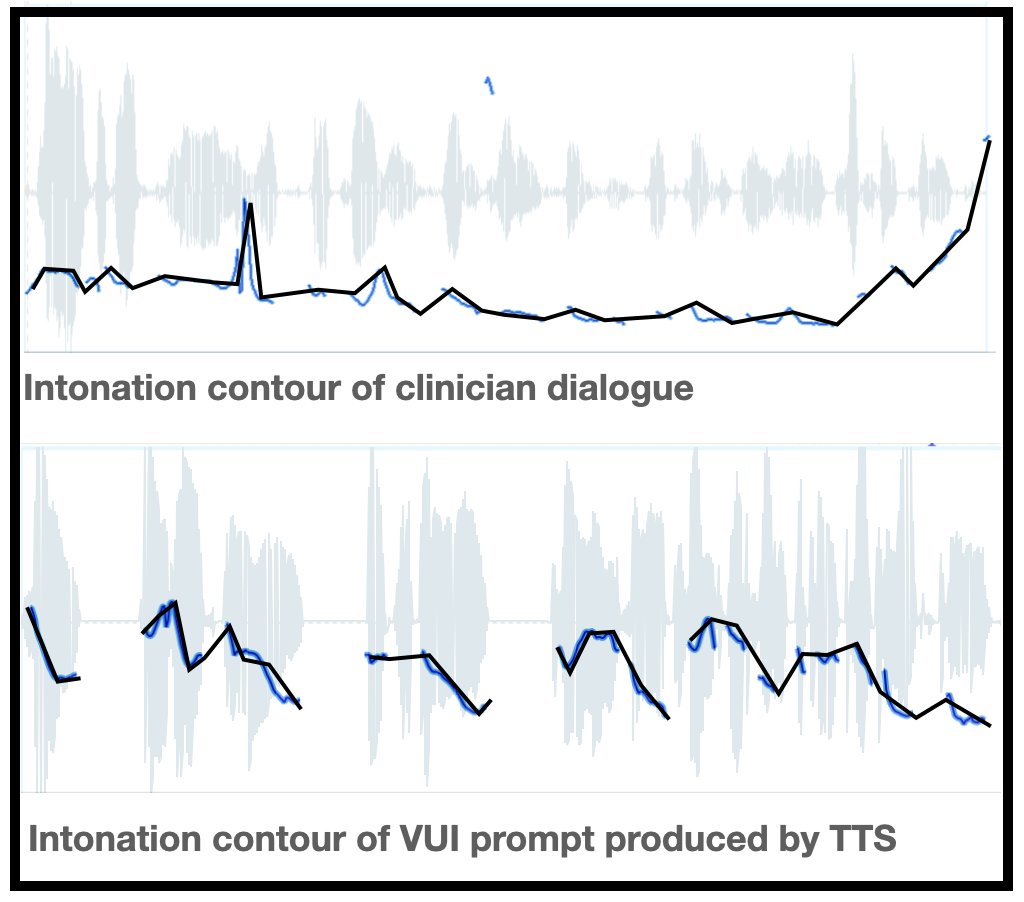 Intonation contour of clinician dialogue
Intonation contour of VUI prompt produced by TTS